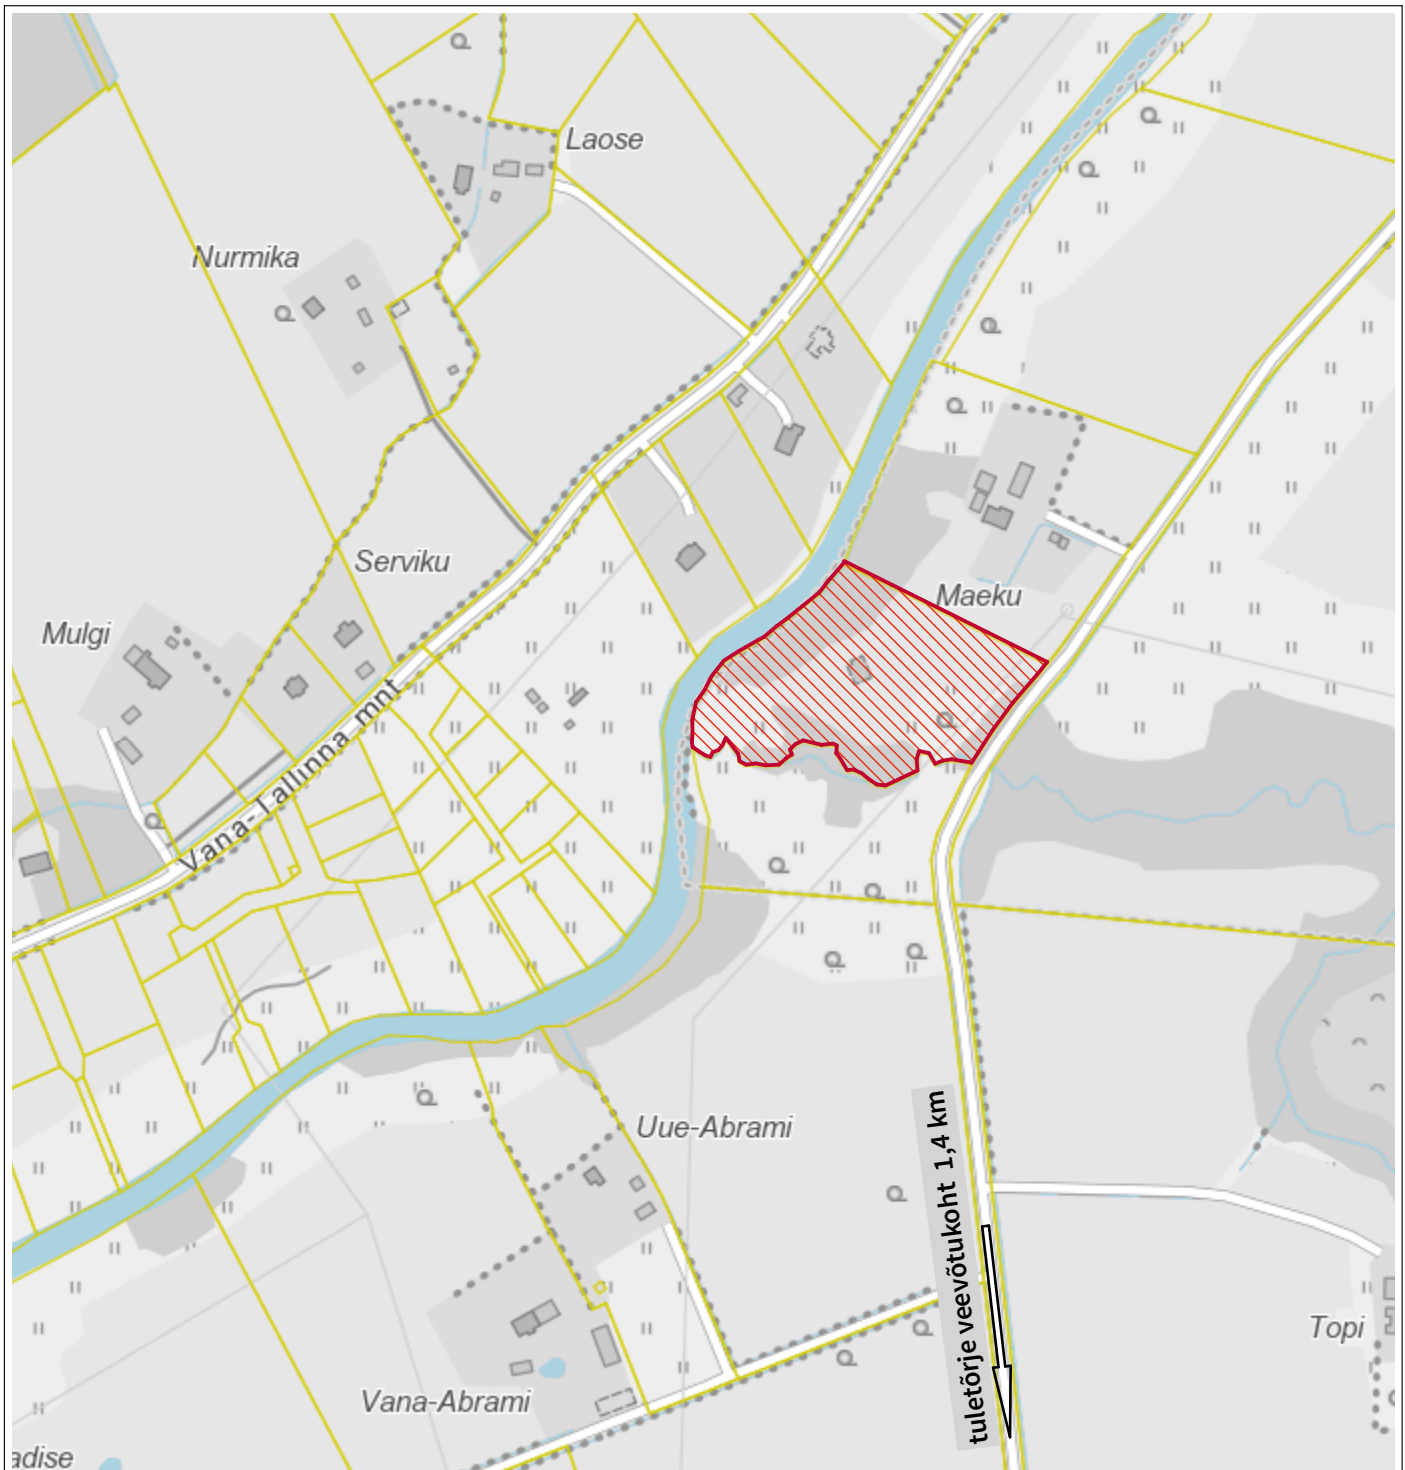 Laose
Nurmika
Serviku
Maeku
Mulgi
Vana-Tallinna mnt
Uue-Abrami
tuletõrje veevõtukoht 1,4 km
Topi
Vana-Abrami
adise